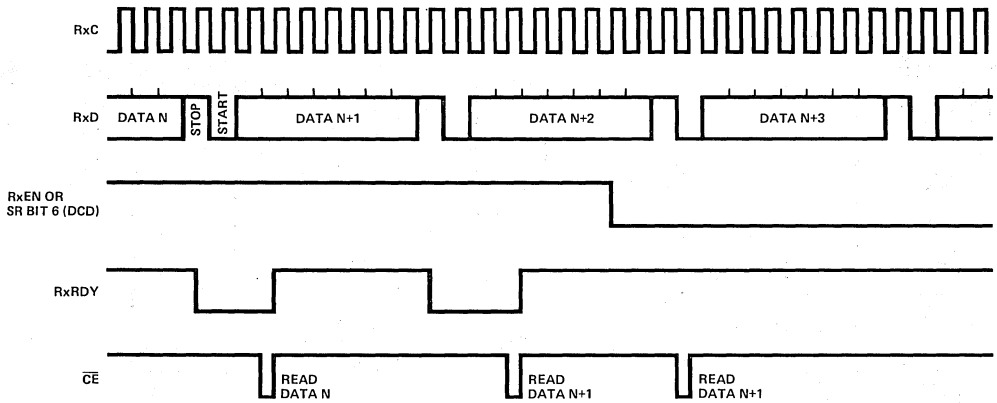 RxC
RxD
DATA N
STOP
START
DATA N+1
DATA N+2
DATA N+3
RxEN OR
SR BIT 6 (DCD)
RxRDY
CE
READ
DATA N
READ
DATA N+1
READ
DATA N+1